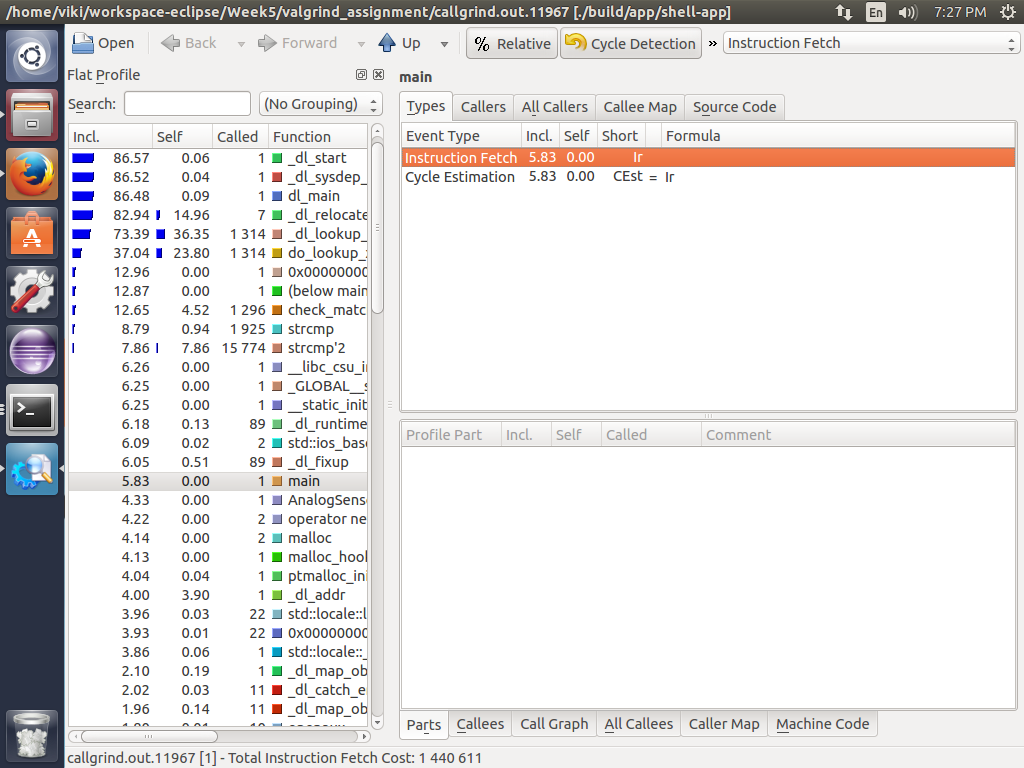 /home/viki/workspace-eclipse/Week5/valgrind_assignment/callgrind.out.11967 [./build/app/shell-app] En 7:27 PM
Open Back Forward Up % Relative Cycle Detection » Instruction Fetch
Flat Profile
Search: (No Grouping)
Incl. Self Called Function
86.57 0.06 1 _dl_start
86.52 0.04 1 _dl_sysdep_
86.48 0.09 1 dl_main
82.94 14.96 7 _dl_relocate
73.39 36.35 1 314 _dl_lookup_
37.04 23.80 1 314 do_lookup_
12.96 0.00 1 0x00000000
12.87 0.00 1 (below main
12.65 4.52 1 296 check_matc
8.79 0.94 1 925 strcmp
7.86 7.86 15 774 strcmp'2
6.26 0.00 1 __libc_csu_i
6.25 0.00 1 _GLOBAL__s
6.25 0.00 1 __static_init
6.18 0.13 89 _dl_runtime
6.09 0.02 2 std::ios_bas
6.05 0.51 89 _dl_fixup
5.83 0.00 1 main
4.33 0.00 1 AnalogSens
4.22 0.00 2 operator ne
4.14 0.00 2 malloc
4.13 0.00 1 malloc_hool
4.04 0.04 1 ptmalloc_ini
4.00 3.90 1 _dl_addr
3.96 0.03 22 std::locale::l
3.93 0.01 22 0x00000000
3.86 0.06 1 std::locale::_
2.10 0.19 1 _dl_map_ob
2.02 0.03 11 _dl_catch_e
1.96 0.14 11 _dl_map_ob
main
Types Callers All Callers Callee Map Source Code
Event Type Incl. Self Short Formula
Instruction Fetch 5.83 0.00 Ir
Cycle Estimation 5.83 0.00 CEst = Ir
Profile Part Incl. Self Called Comment
Parts Callees Call Graph All Callees Caller Map Machine Code
callgrind.out.11967 [1] - Total Instruction Fetch Cost: 1 440 611